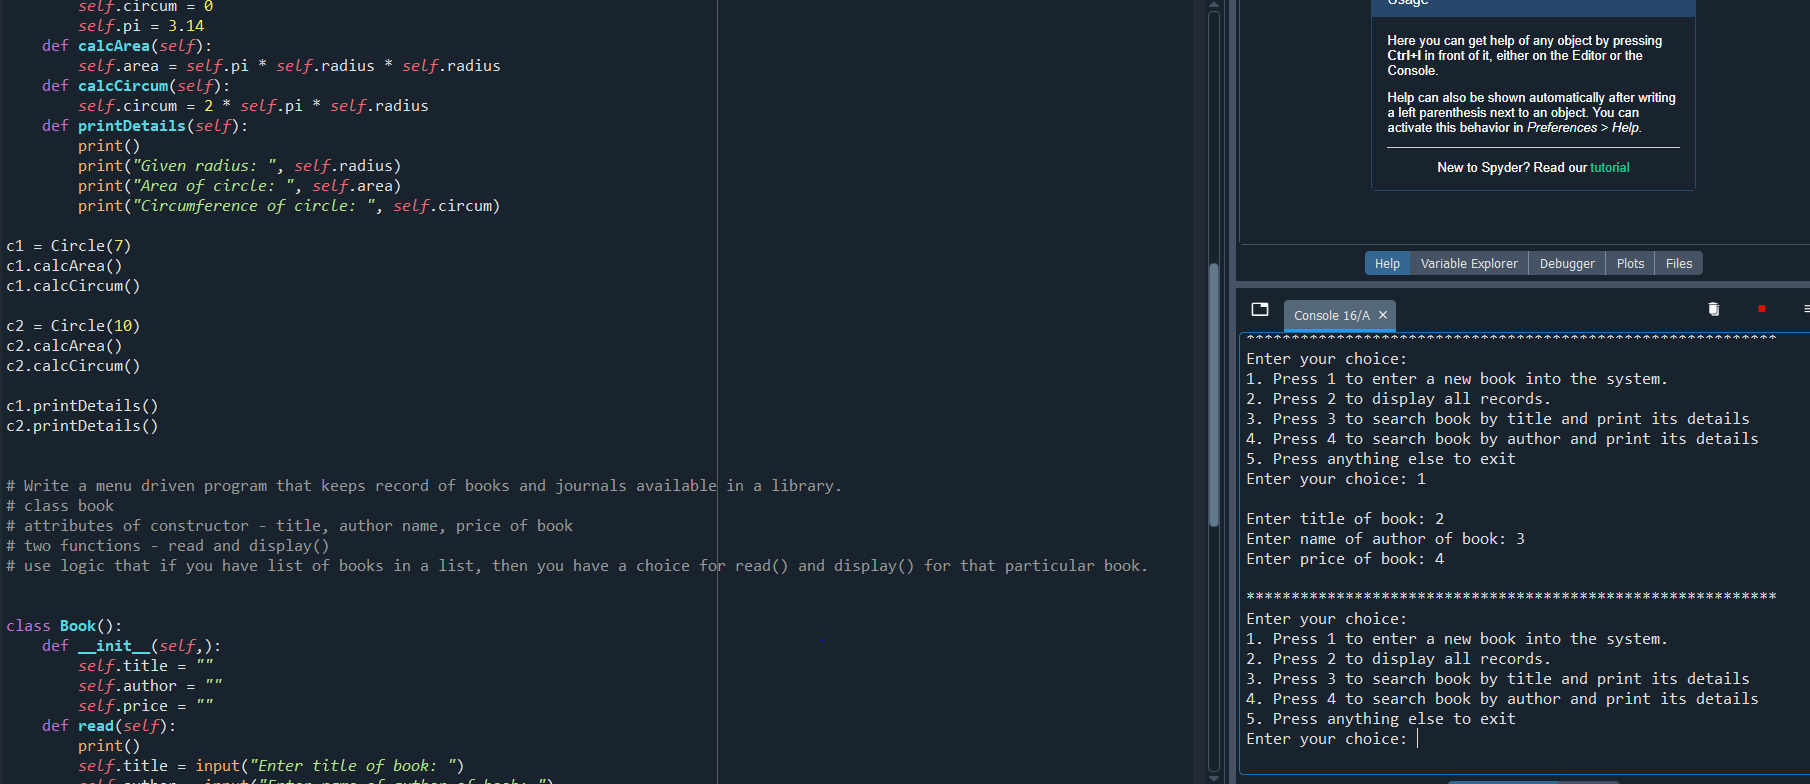 self.circum = 0
self.pi = 3.14
def calcArea(self):
self.area = self.pi * self.radius * self.radius
def calcCircum(self):
self.circum = 2 * self.pi * self.radius
def printDetails(self):
print()
print("Given radius: ", self.radius)
print("Area of circle: ", self.area)
print("Circumference of circle: ", self.circum)
c1 = Circle(7)
c1.calcArea()
c1.calcCircum()
c2 = Circle(10)
c2.calcArea()
c2.calcCircum()
c1.printDetails()
c2.printDetails()
# Write a menu driven program that keeps record of books and journals available in a library.
# class book
# attributes of constructor - title, author name, price of book
# two functions - read and display()
# use logic that if you have list of books in a list, then you have a choice for read() and display() for that particular book.
class Book():
def __init__(self,):
self.title = ""
self.author = ""
self.price = ""
def read(self):
print()
self.title = input("Enter title of book: ")
self.author = input("Enter name of author of book: ")
Usage
Here you can get help of any object by pressing
Ctrl+I in front of it, either on the Editor or the
Console.
Help can also be shown automatically after writing
a left parenthesis next to an object. You can
activate this behavior in Preferences > Help.
New to Spyder? Read our tutorial
Help Variable Explorer Debugger Plots Files
Console 16/A ×
***********************************************************
Enter your choice:
1. Press 1 to enter a new book into the system.
2. Press 2 to display all records.
3. Press 3 to search book by title and print its details
4. Press 4 to search book by author and print its details
5. Press anything else to exit
Enter your choice: 1
Enter title of book: 2
Enter name of author of book: 3
Enter price of book: 4
***********************************************************
Enter your choice:
1. Press 1 to enter a new book into the system.
2. Press 2 to display all records.
3. Press 3 to search book by title and print its details
4. Press 4 to search book by author and print its details
5. Press anything else to exit
Enter your choice: